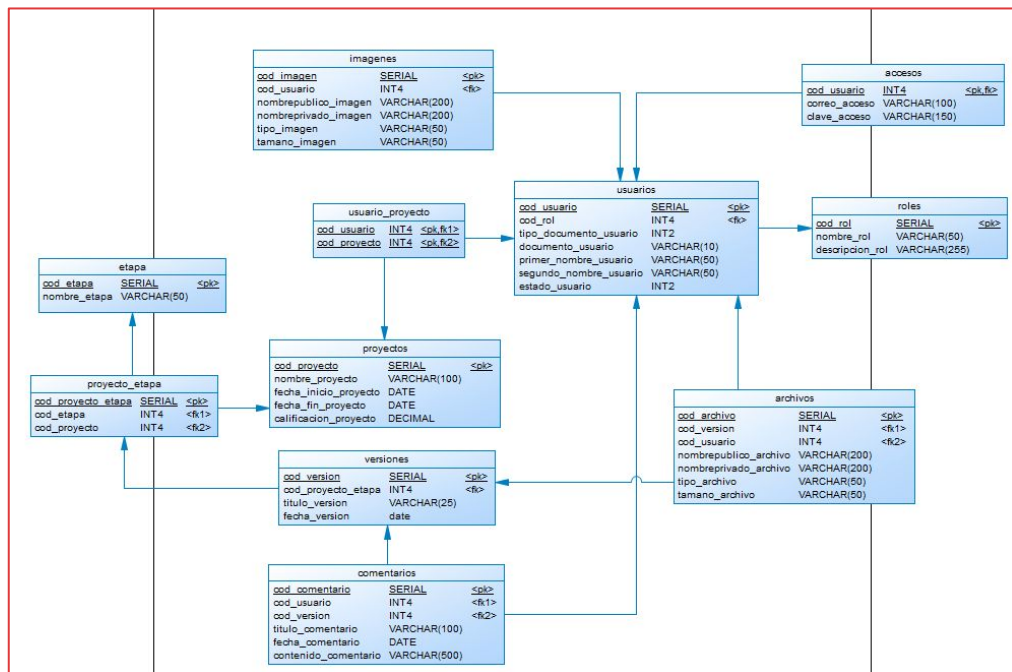 imagenes
cod_imagen SERIAL <pk>
cod_usuario INT4 <fk>
nombrepublico_imagen VARCHAR(200)
nombreprivado_imagen VARCHAR(200)
tipo_imagen VARCHAR(50)
tamano_imagen VARCHAR(50)
accesos
cod_usuario INT4 <pk,fk>
correo_acceso VARCHAR(100)
clave_acceso VARCHAR(150)
usuarios
cod_usuario SERIAL <pk>
cod_rol INT4 <fk>
tipo_documento_usuario INT2
documento_usuario VARCHAR(10)
primer_nombre_usuario VARCHAR(50)
segundo_nombre_usuario VARCHAR(50)
estado_usuario INT2
roles
cod_rol SERIAL <pk>
nombre_rol VARCHAR(50)
descripcion_rol VARCHAR(255)
usuario_proyecto
cod_usuario INT4 <pk,fk1>
cod_proyecto INT4 <pk,fk2>
etapa
cod_etapa SERIAL <pk>
nombre_etapa VARCHAR(50)
proyectos
cod_proyecto SERIAL <pk>
nombre_proyecto VARCHAR(100)
fecha_inicio_proyecto DATE
fecha_fin_proyecto DATE
calificacion_proyecto DECIMAL
proyecto_etapa
cod_proyecto_etapa SERIAL <pk>
cod_etapa INT4 <fk1>
cod_proyecto INT4 <fk2>
archivos
cod_archivo SERIAL <pk>
cod_version INT4 <fk1>
cod_usuario INT4 <fk2>
nombrepublico_archivo VARCHAR(200)
nombreprivado_archivo VARCHAR(200)
tipo_archivo VARCHAR(50)
tamano_archivo VARCHAR(50)
versiones
cod_version SERIAL <pk>
cod_proyecto_etapa INT4 <fk>
titulo_version VARCHAR(25)
fecha_version date
comentarios
cod_comentario SERIAL <pk>
cod_usuario INT4 <fk1>
cod_version INT4 <fk2>
titulo_comentario VARCHAR(100)
fecha_comentario DATE
contenido_comentario VARCHAR(500)